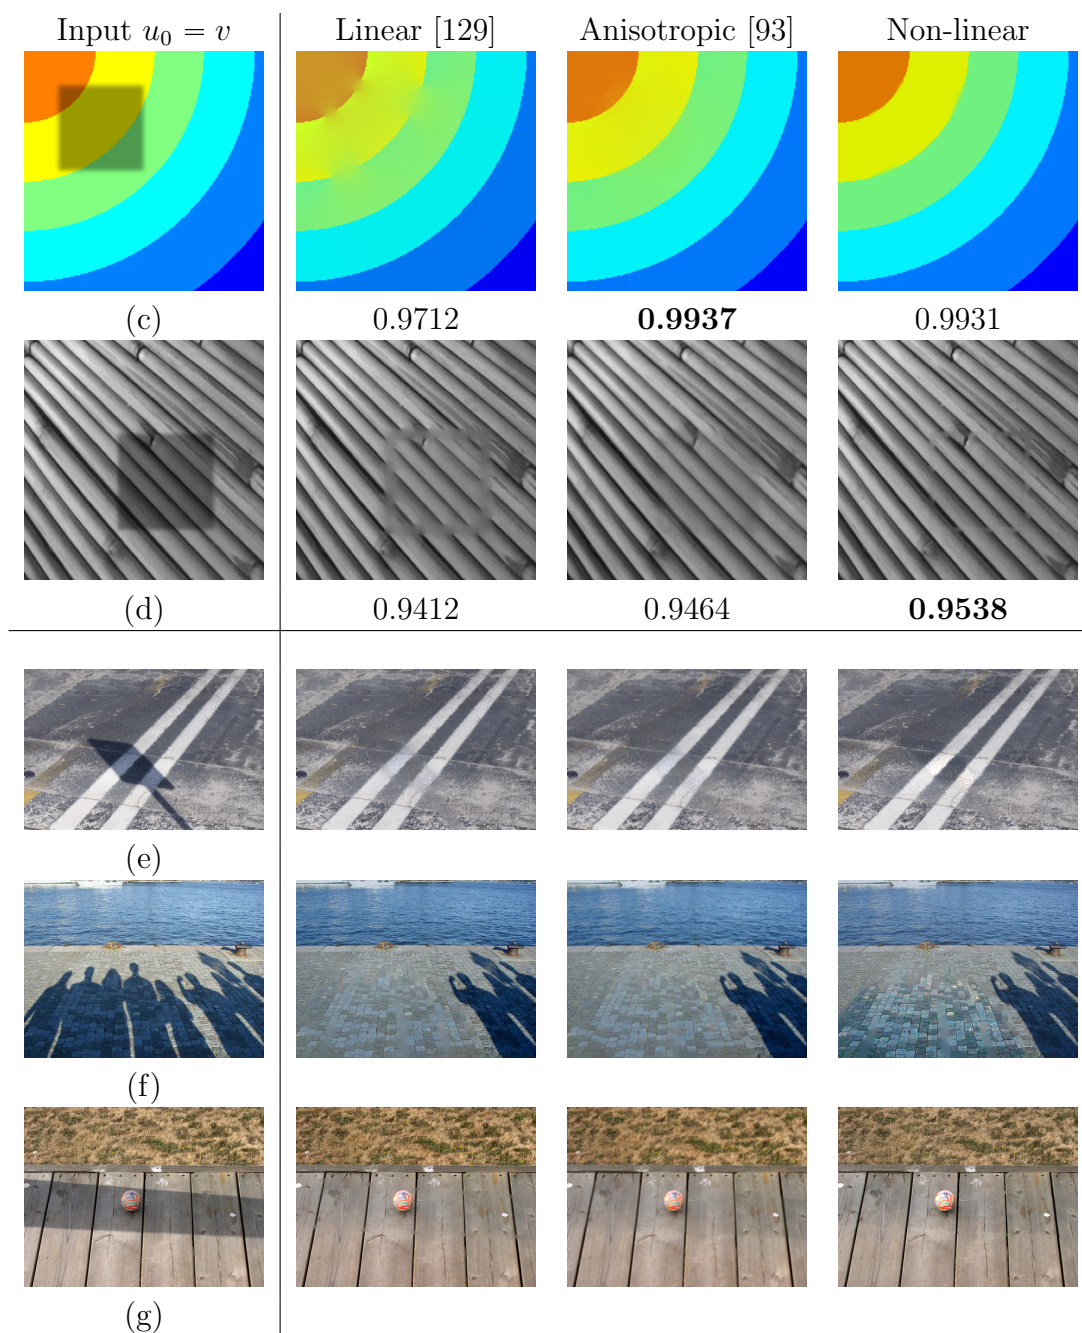 Input u₀ = v Linear [129] Anisotropic [93] Non-linear
(c) 0.9712 0.9937 0.9931
(d) 0.9412 0.9464 0.9538
(e)
(f)
(g)